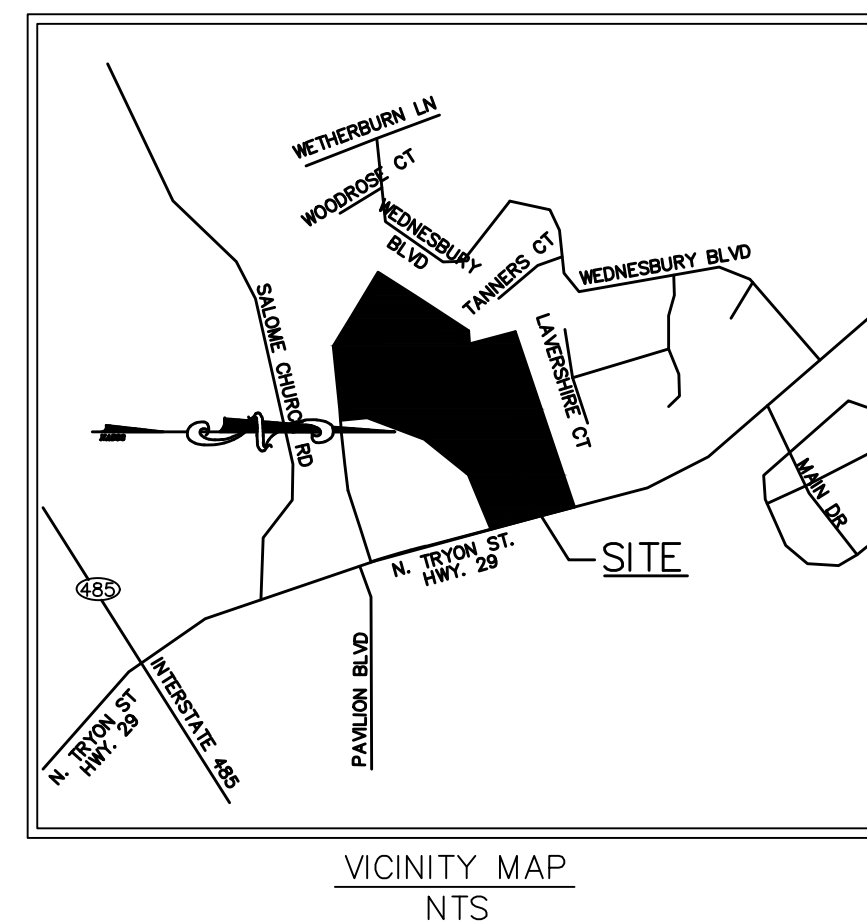 WETHERBURN LN
WOODROSE CT
WEDNESBURY
BLVD
TANNERS CT
WEDNESBURY BLVD
SALOME CHURCH RD
LAVERSHIRE CT
MAIN DR
N. TRYON ST.
HWY. 29
SITE
485
INTERSTATE 485
PAVILION BLVD
N. TRYON ST
HWY. 29
VICINITY MAP
NTS